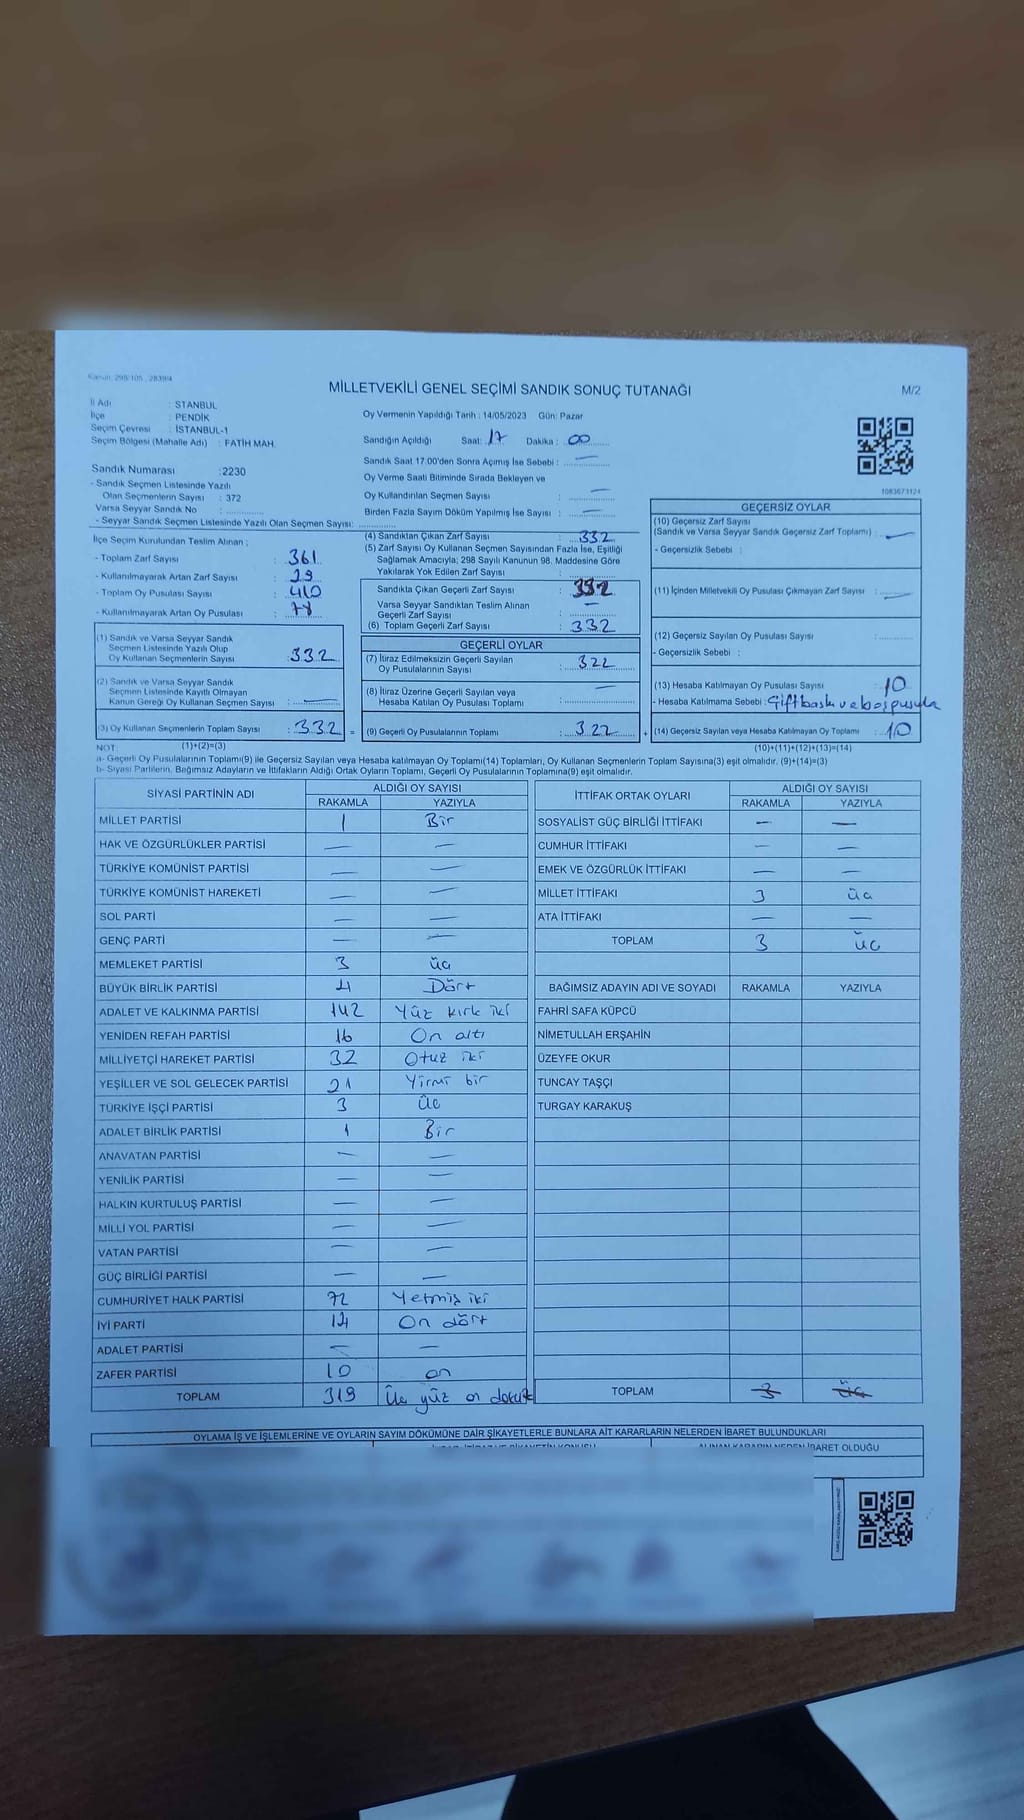 Kanun: 298/105 , 2839/4
MİLLETVEKİLİ GENEL SEÇİMİ SANDIK SONUÇ TUTANAĞI
M/2
İl Adı : STANBUL
İlçe : PENDİK
Seçim Çevresi : İSTANBUL-1
Seçim Bölgesi (Mahalle Adı) : FATİH MAH.
Oy Vermenin Yapıldığı Tarih : 14/05/2023 Gün: Pazar
Sandığın Açıldığı Saat: 17 Dakika : 00
Sandık Saat 17.00'den Sonra Açımış İse Sebebi : —
Oy Verme Saati Bitiminde Sırada Bekleyen ve
Oy Kullandırılan Seçmen Sayısı : —
Birden Fazla Sayım Döküm Yapılmış İse Sayısı : —
Sandık Numarası :2230
- Sandık Seçmen Listesinde Yazılı
Olan Seçmenlerin Sayısı : 372
Varsa Seyyar Sandık No :
- Seyyar Sandık Seçmen Listesinde Yazılı Olan Seçmen Sayısı:
1083673124
İlçe Seçim Kurulundan Teslim Alınan ;
- Toplam Zarf Sayısı : 361
- Kullanılmayarak Artan Zarf Sayısı : 29
- Toplam Oy Pusulası Sayısı : 410
- Kullanılmayarak Artan Oy Pusulası : 78
(1) Sandık ve Varsa Seyyar Sandık
Seçmen Listesinde Yazılı Olup
Oy Kullanan Seçmenlerin Sayısı : 332
(2) Sandık ve Varsa Seyyar Sandık
Seçmen Listesinde Kayıtlı Olmayan
Kanun Gereği Oy Kullanan Seçmen Sayısı : —
(3) Oy Kullanan Seçmenlerin Toplam Sayısı : 332 =
(1)+(2)=(3)
(4) Sandıktan Çıkan Zarf Sayısı : 332
(5) Zarf Sayısı Oy Kullanan Seçmen Sayısından Fazla İse, Eşitliği
Sağlamak Amacıyla; 298 Sayılı Kanunun 98. Maddesine Göre
Yakılarak Yok Edilen Zarf Sayısı :
Sandıkla Çıkan Geçerli Zarf Sayısı : 332
Varsa Seyyar Sandıktan Teslim Alınan
Geçerli Zarf Sayısı : —
(6) Toplam Geçerli Zarf Sayısı : 332
GEÇERLİ OYLAR
(7) İtiraz Edilmeksizin Geçerli Sayılan
Oy Pusulalarının Sayısı : 322
(8) İtiraz Üzerine Geçerli Sayılan veya
Hesaba Katılan Oy Pusulası Toplamı : —
(9) Geçerli Oy Pusulalarının Toplamı : 322 +
GEÇERSİZ OYLAR
(10) Geçersiz Zarf Sayısı
(Sandık ve Varsa Seyyar Sandık Geçersiz Zarf Toplamı) : —
- Geçersizlik Sebebi :
(11) İçinden Milletvekili Oy Pusulası Çıkmayan Zarf Sayısı : —
(12) Geçersiz Sayılan Oy Pusulası Sayısı :
- Geçersizlik Sebebi :
(13) Hesaba Katılmayan Oy Pusulası Sayısı : 10
- Hesaba Katılmama Sebebi : Çift baskı ve boş pusula
(14) Geçersiz Sayılan veya Hesaba Katılmayan Oy Toplamı : 10
(10)+(11)+(12)+(13)=(14)
NOT:
a- Geçerli Oy Pusulalarının Toplamı(9) ile Geçersiz Sayılan veya Hesaba katılmayan Oy Toplamı(14) Toplamları, Oy Kullanan Seçmenlerin Toplam Sayısına(3) eşit olmalıdır. (9)+(14)=(3)
b- Siyasi Partilerin, Bağımsız Adayların ve İttifakların Aldığı Ortak Oyların Toplamı, Geçerli Oy Pusulalarının Toplamına(9) eşit olmalıdır.
SİYASİ PARTİNİN ADI ALDIĞI OY SAYISI
RAKAMLA YAZIYLA
MİLLET PARTİSİ 1 Bir
HAK VE ÖZGÜRLÜKLER PARTİSİ — —
TÜRKİYE KOMÜNİST PARTİSİ — —
TÜRKİYE KOMÜNİST HAREKETİ — —
SOL PARTİ — —
GENÇ PARTİ — —
MEMLEKET PARTİSİ 3 üç
BÜYÜK BİRLİK PARTİSİ 4 Dört
ADALET VE KALKINMA PARTİSİ 142 Yüz kırk iki
YENİDEN REFAH PARTİSİ 16 On altı
MİLLİYETÇİ HAREKET PARTİSİ 32 Otuz iki
YEŞİLLER VE SOL GELECEK PARTİSİ 21 Yirmi bir
TÜRKİYE İŞÇİ PARTİSİ 3 Üç
ADALET BİRLİK PARTİSİ 1 Bir
ANAVATAN PARTİSİ — —
YENİLİK PARTİSİ — —
HALKIN KURTULUŞ PARTİSİ — —
MİLLİ YOL PARTİSİ — —
VATAN PARTİSİ — —
GÜÇ BİRLİĞİ PARTİSİ — —
CUMHURİYET HALK PARTİSİ 72 Yetmiş iki
İYİ PARTİ 14 On dört
ADALET PARTİSİ — —
ZAFER PARTİSİ 10 on
TOPLAM 319 Üç yüz on dokuz
İTTİFAK ORTAK OYLARI ALDIĞI OY SAYISI
RAKAMLA YAZIYLA
SOSYALİST GÜÇ BİRLİĞİ İTTİFAKI — —
CUMHUR İTTİFAKI — —
EMEK VE ÖZGÜRLÜK İTTİFAKI — —
MİLLET İTTİFAKI 3 üç
ATA İTTİFAKI — —
TOPLAM 3 üç
BAĞIMSIZ ADAYIN ADI VE SOYADI RAKAMLA YAZIYLA
FAHRİ SAFA KÜPCÜ
NİMETULLAH ERŞAHİN
ÜZEYFE OKUR
TUNCAY TAŞÇI
TURGAY KARAKUŞ
TOPLAM 3 üç
OYLAMA İŞ VE İŞLEMLERİNE VE OYLARIN SAYIM DÖKÜMÜNE DAİR ŞİKAYETLERLE BUNLARA AİT KARARLARIN NELERDEN İBARET BULUNDUKLARI
ALINAN KARARIN NEDEN İBARET OLDUĞU